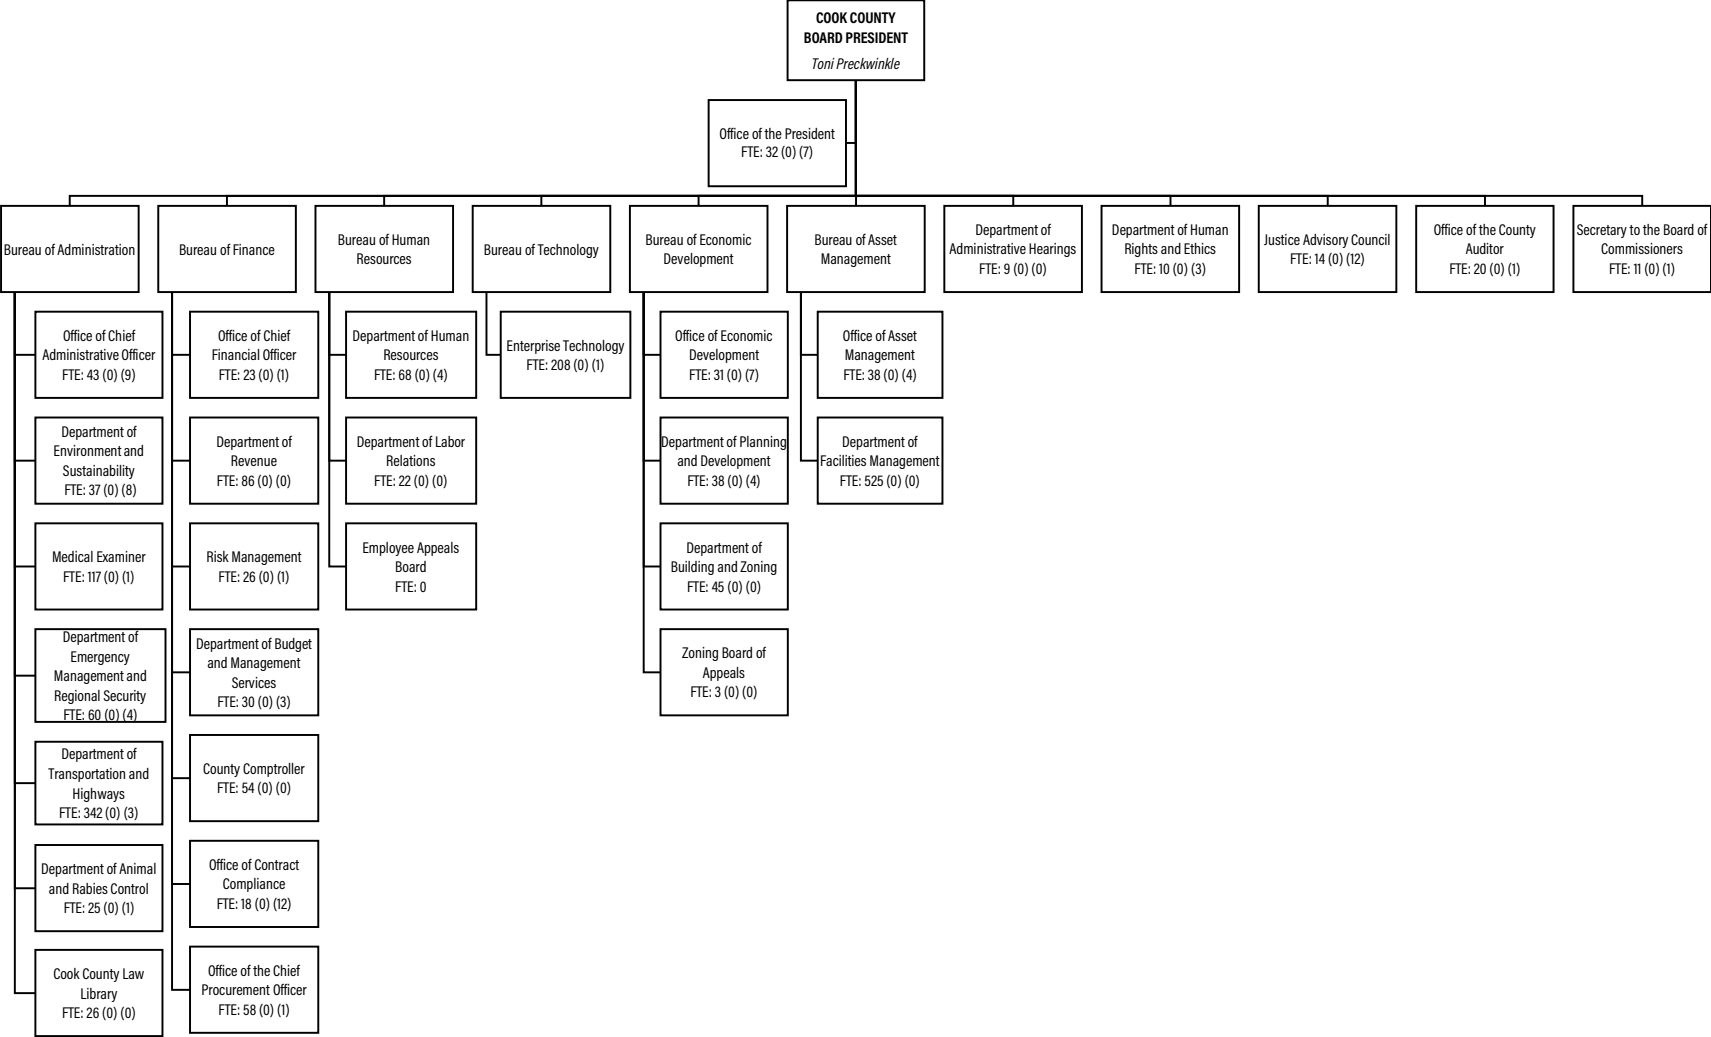 COOK COUNTY
BOARD PRESIDENT
Toni Preckwinkle
Office of the President
FTE: 32 (0) (7)
Bureau of Administration
Bureau of Finance
Bureau of Human
Resources
Bureau of Technology
Bureau of Economic
Development
Bureau of Asset
Management
Department of
Administrative Hearings
FTE: 9 (0) (0)
Department of Human
Rights and Ethics
FTE: 10 (0) (3)
Justice Advisory Council
FTE: 14 (0) (12)
Office of the County
Auditor
FTE: 20 (0) (1)
Secretary to the Board of
Commissioners
FTE: 11 (0) (1)
Office of Chief
Administrative Officer
FTE: 43 (0) (9)
Department of
Environment and
Sustainability
FTE: 37 (0) (8)
Medical Examiner
FTE: 117 (0) (1)
Department of
Emergency
Management and
Regional Security
FTE: 60 (0) (4)
Department of
Transportation and
Highways
FTE: 342 (0) (3)
Department of Animal
and Rabies Control
FTE: 25 (0) (1)
Cook County Law
Library
FTE: 26 (0) (0)
Office of Chief
Financial Officer
FTE: 23 (0) (1)
Department of
Revenue
FTE: 86 (0) (0)
Risk Management
FTE: 26 (0) (1)
Department of Budget
and Management
Services
FTE: 30 (0) (3)
County Comptroller
FTE: 54 (0) (0)
Office of Contract
Compliance
FTE: 18 (0) (12)
Office of the Chief
Procurement Officer
FTE: 58 (0) (1)
Department of Human
Resources
FTE: 68 (0) (4)
Department of Labor
Relations
FTE: 22 (0) (0)
Employee Appeals
Board
FTE: 0
Enterprise Technology
FTE: 208 (0) (1)
Office of Economic
Development
FTE: 31 (0) (7)
Department of Planning
and Development
FTE: 38 (0) (4)
Department of
Building and Zoning
FTE: 45 (0) (0)
Zoning Board of
Appeals
FTE: 3 (0) (0)
Office of Asset
Management
FTE: 38 (0) (4)
Department of
Facilities Management
FTE: 525 (0) (0)